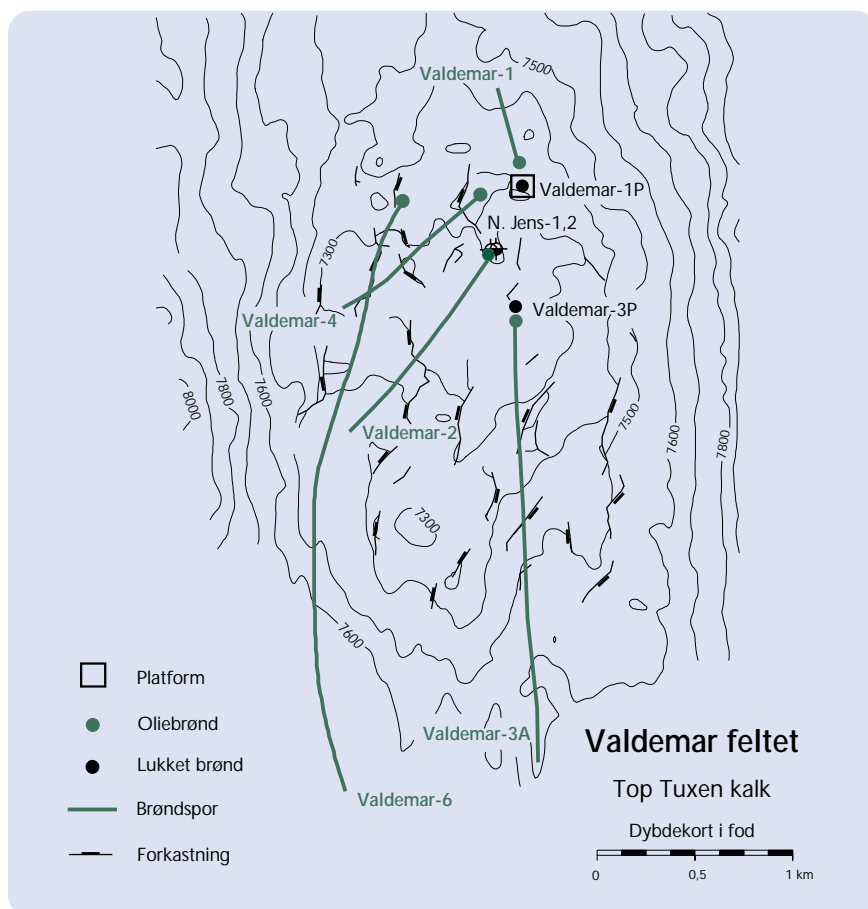 7500
Valdemar-1
Valdemar-1P
N. Jens-1,2
7300
Valdemar-3P
Valdemar-4
8000
7800
7600
7500
7600
7800
Valdemar-2
7300
7600
Platform
Oliebrønd
Lukket brønd
Brøndspor
Forkastning
Valdemar-3A
Valdemar-6
Valdemar feltet
Top Tuxen kalk
Dybdekort i fod
0 0,5 1 km